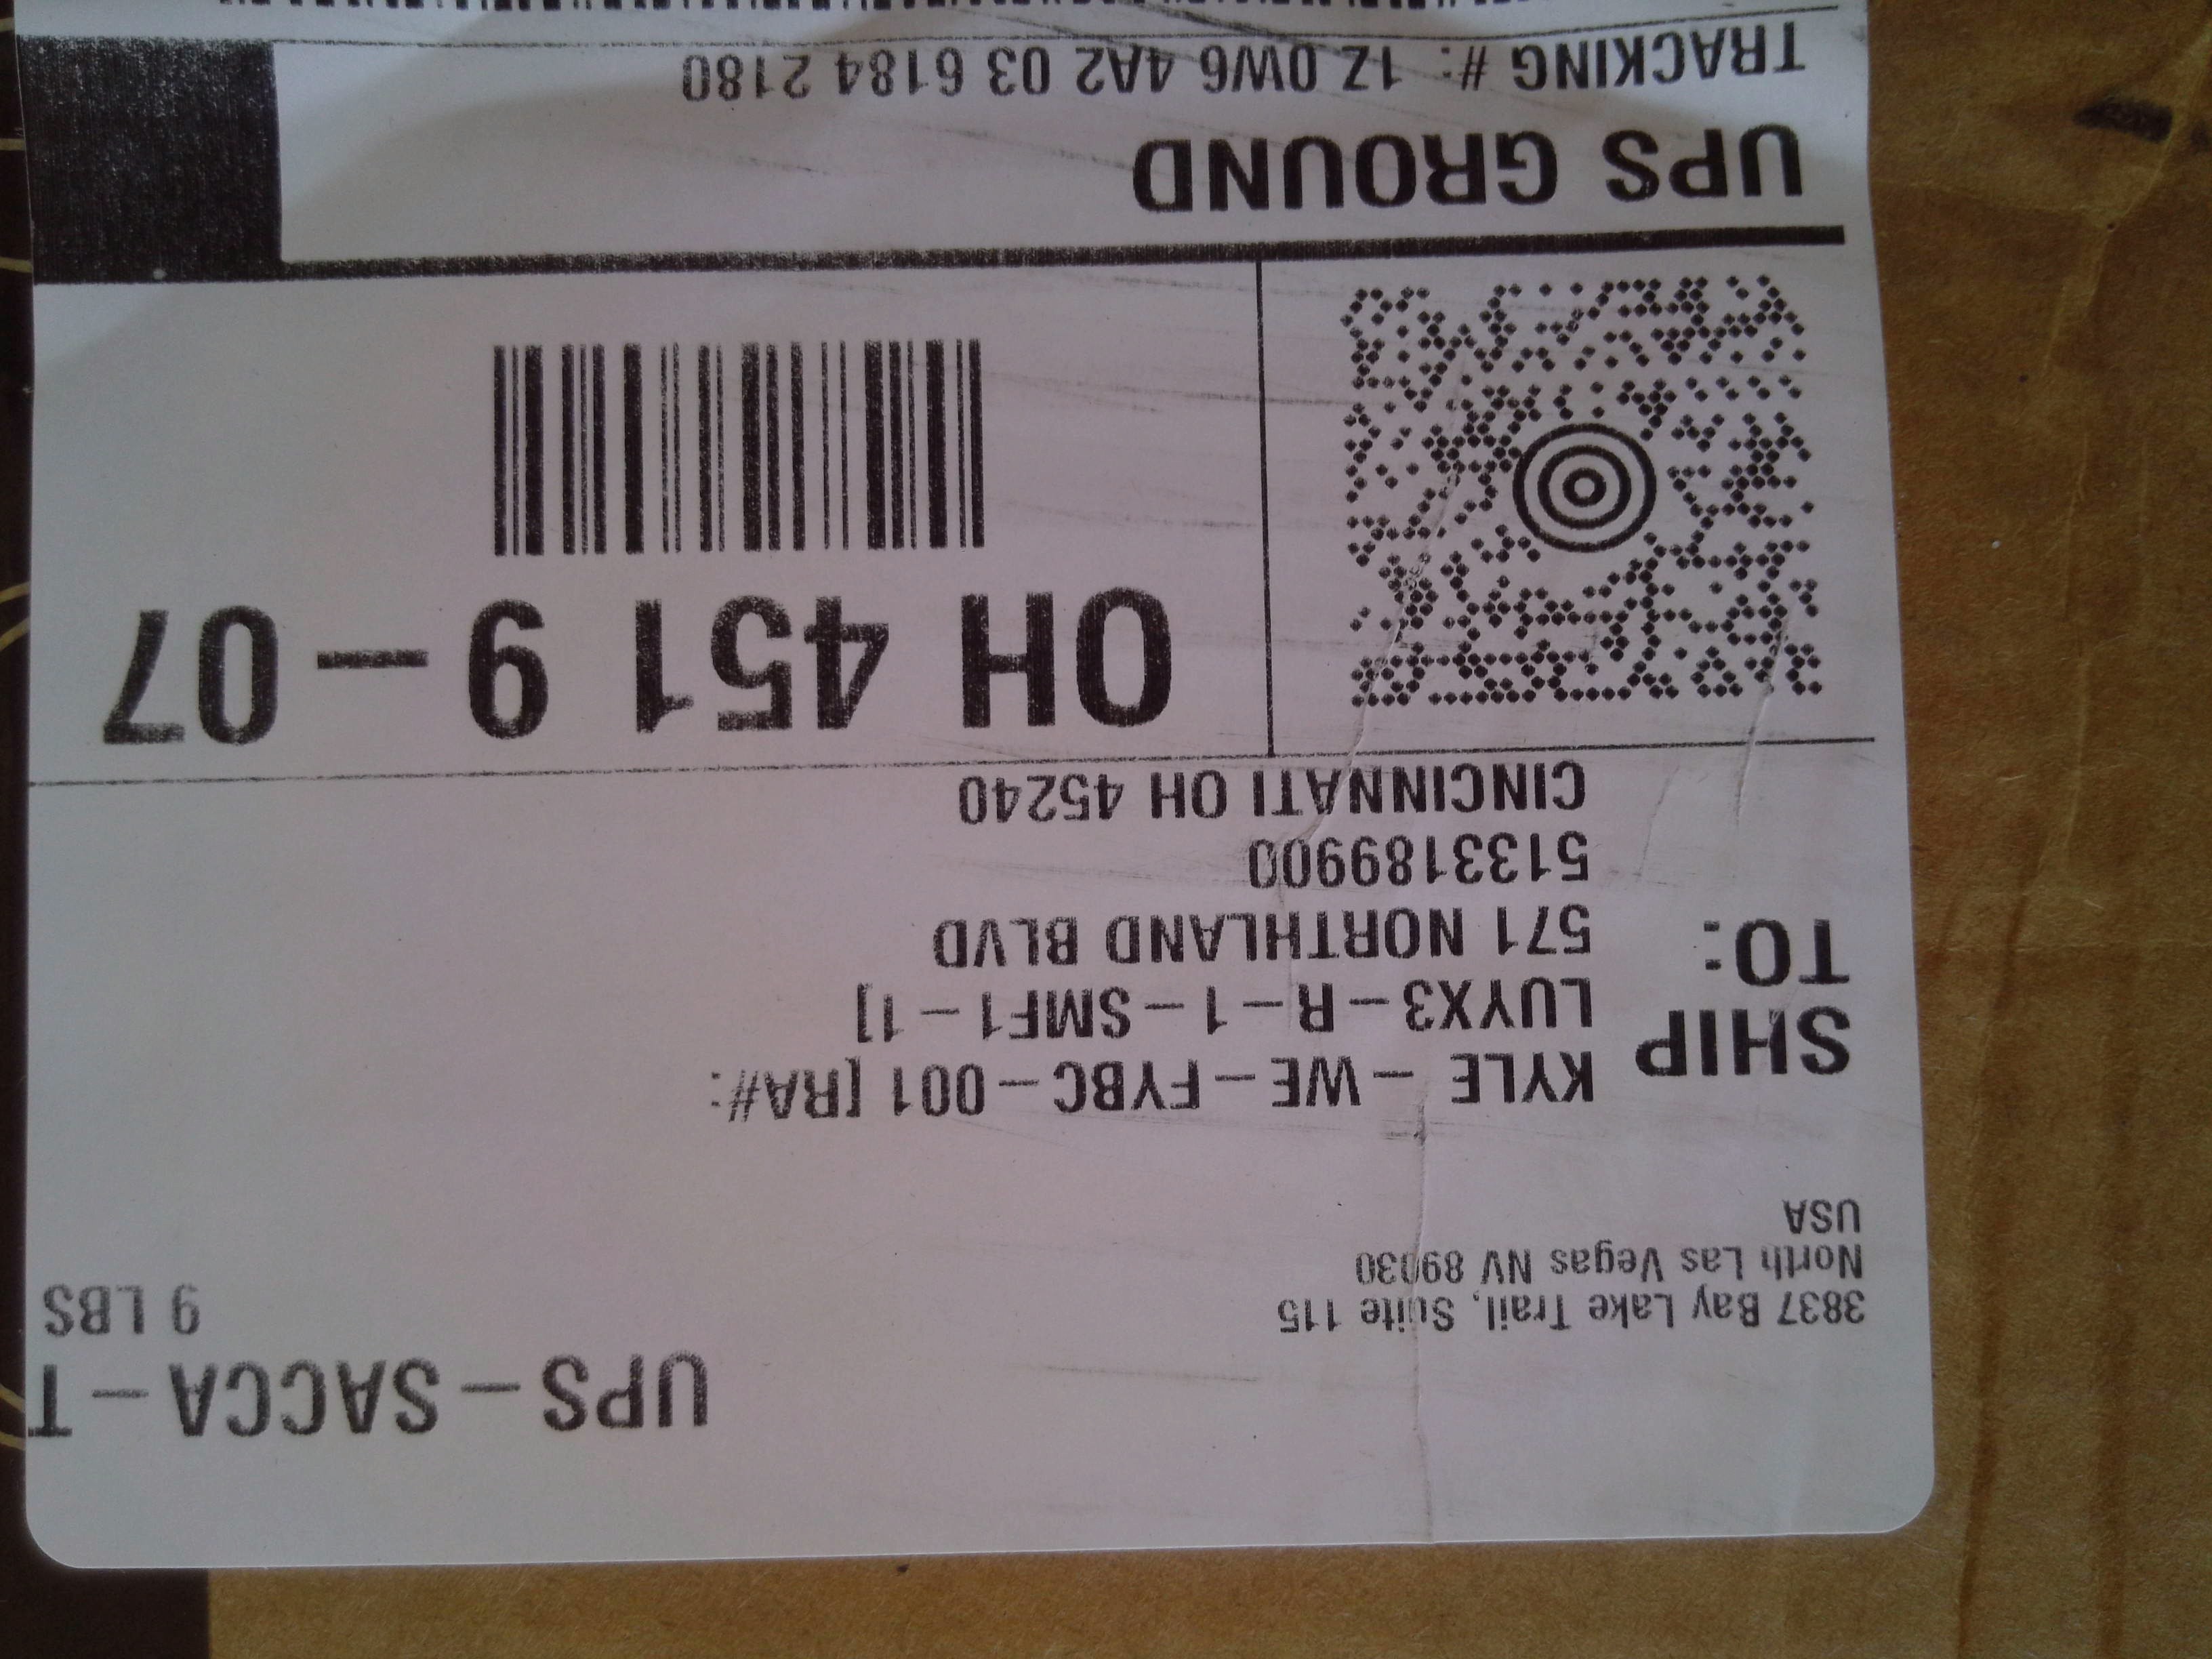 UPS-SACCA-T
9 LBS
3837 Bay Lake Trail, Suite 115
North Las Vegas NV 89030
USA
SHIP
TO:
KYLE - WE-FYBC-001 [RA#:
LUYX3-R-1-SMF1-1]
571 NORTHLAND BLVD
5133189900
CINCINNATI OH 45240
OH 451 9-07
UPS GROUND
TRACKING #: 1Z 0W6 4A2 03 6184 2180